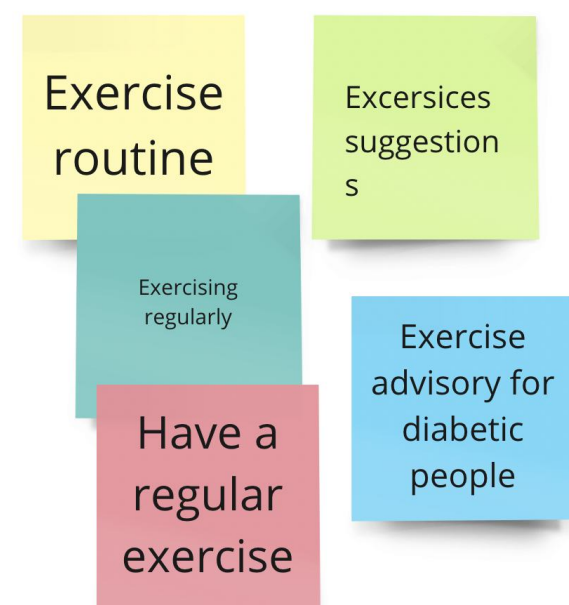 Exercise
routine
Excersices
suggestion
s
Exercising
regularly
Exercise
advisory for
diabetic
people
Have a
regular
exercise